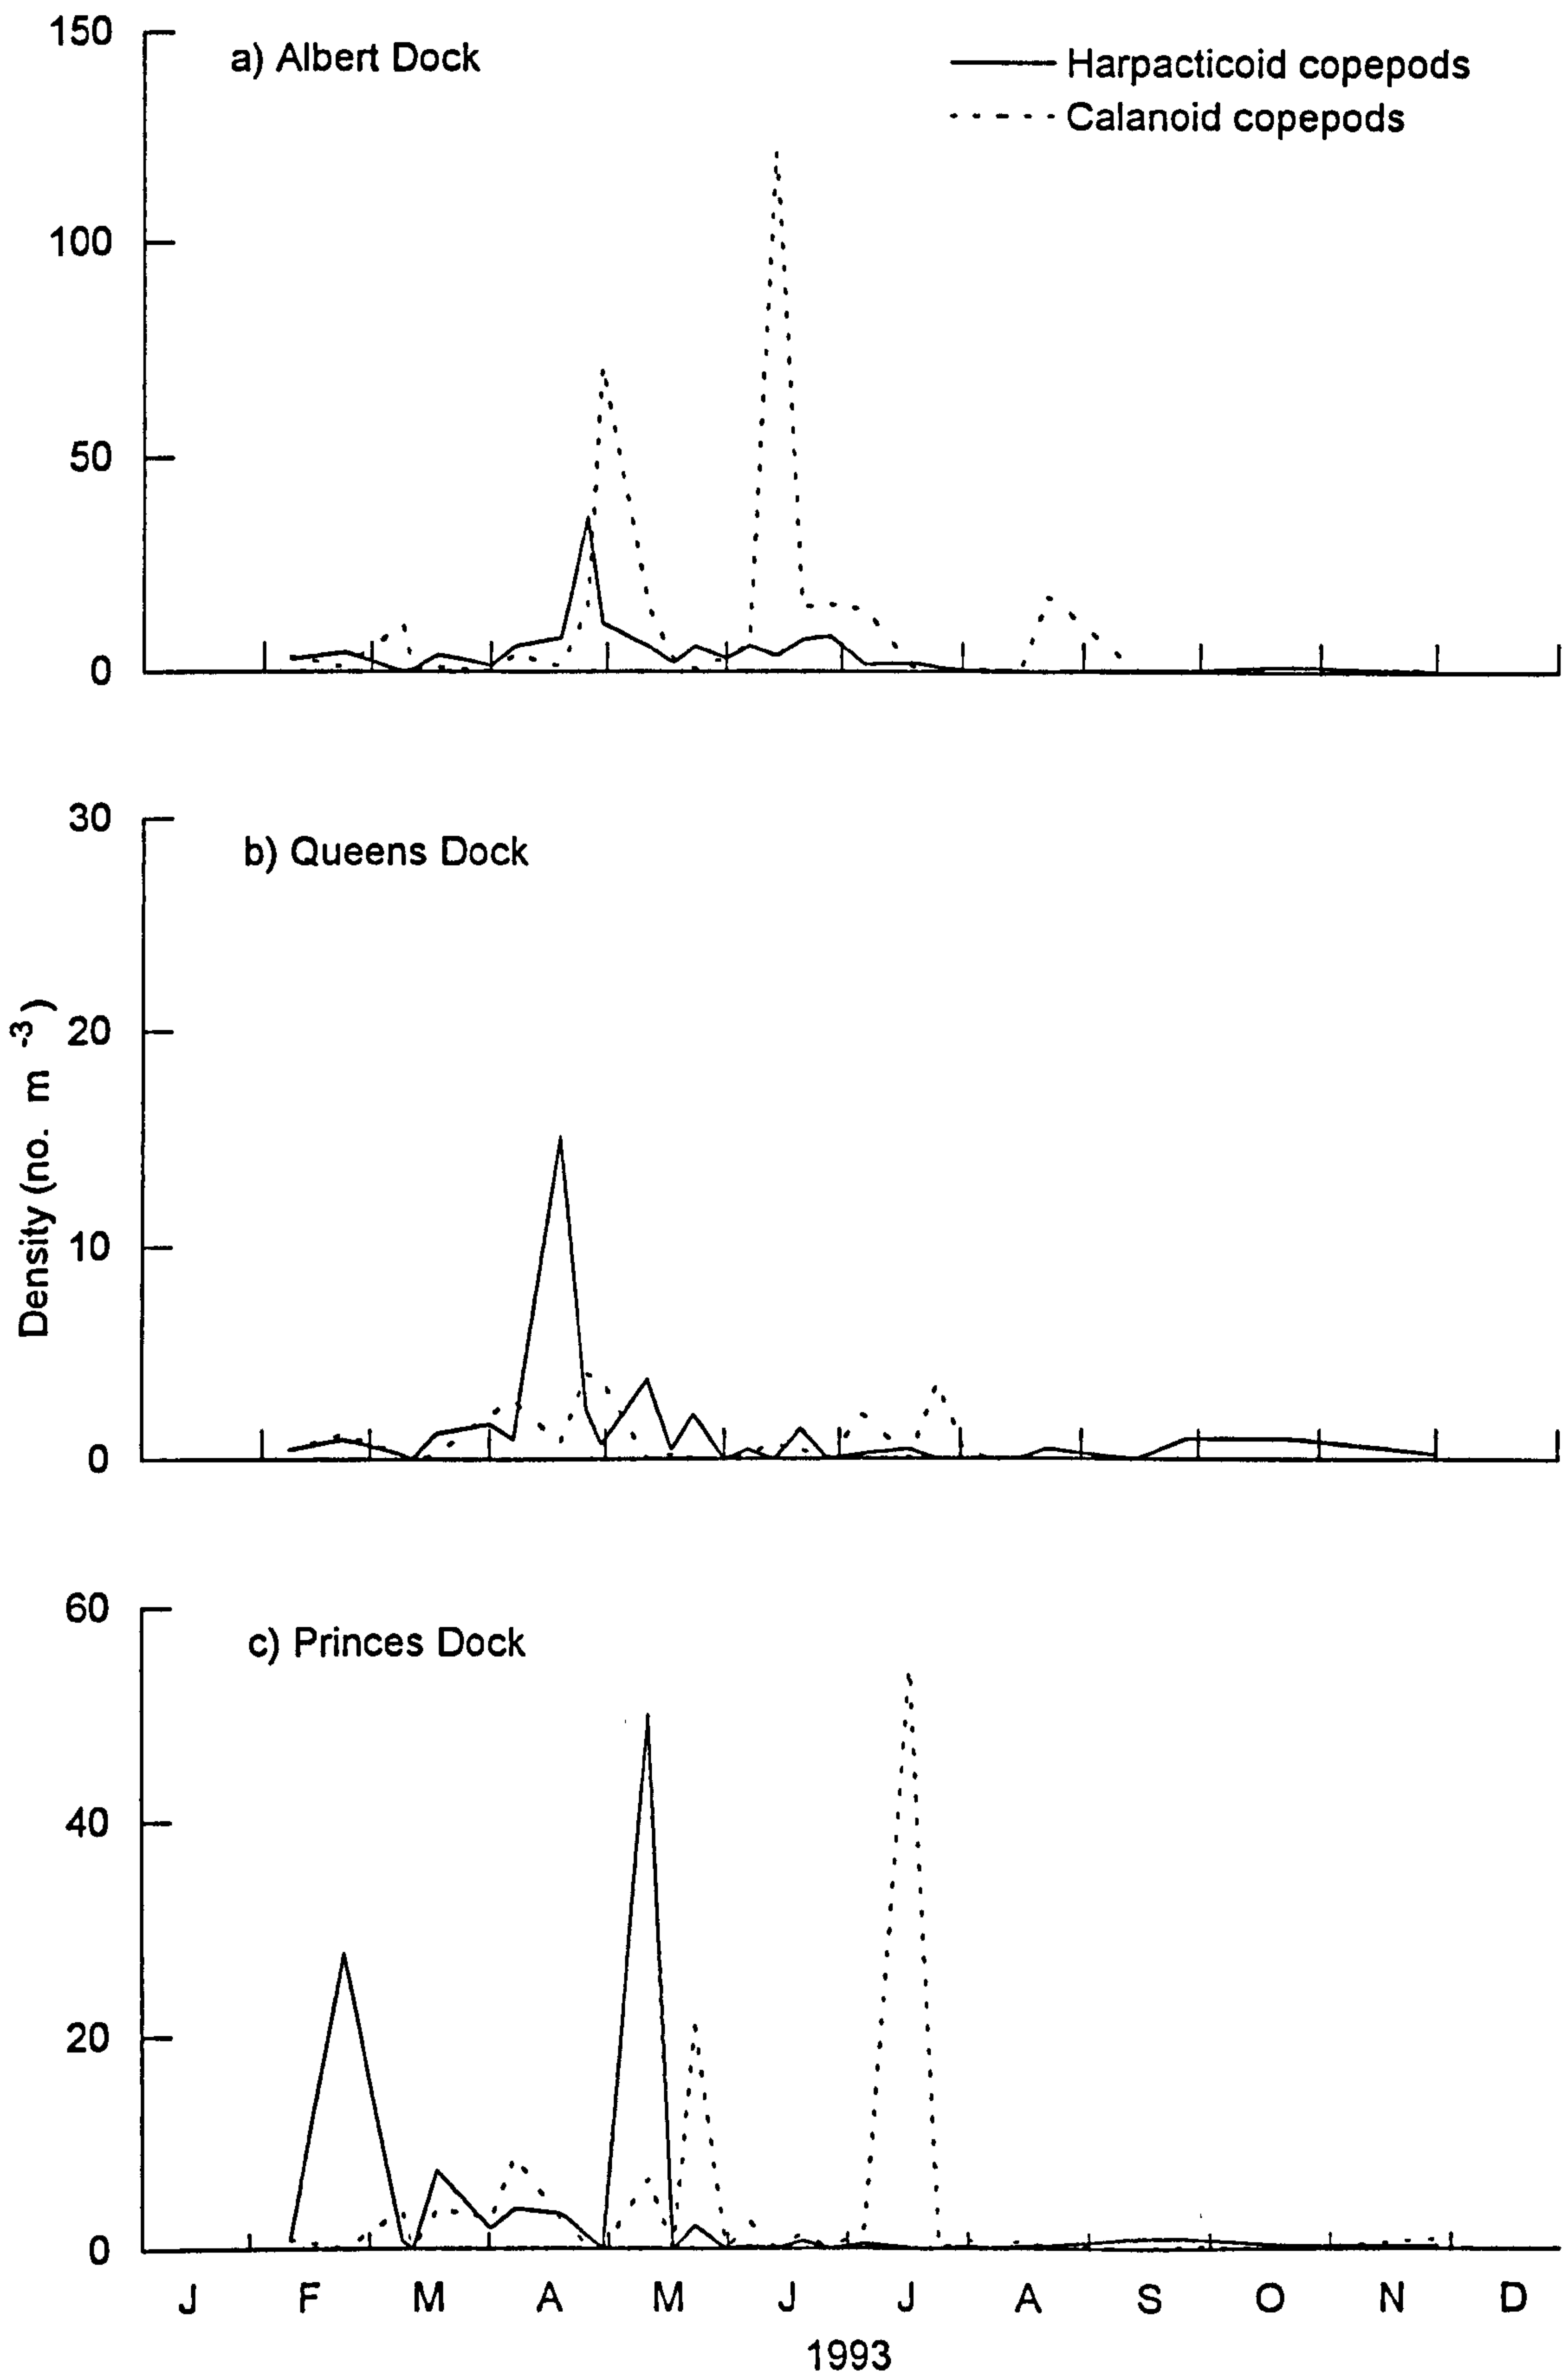 150
a) Albert Dock
Harpacticoid copepods
Calanoid copepods
100
50
0
30
b) Queens Dock
20
Density (no. m -3)
10
0
60
c) Princes Dock
40
20
0
J F M A M J J A S O N D
1993